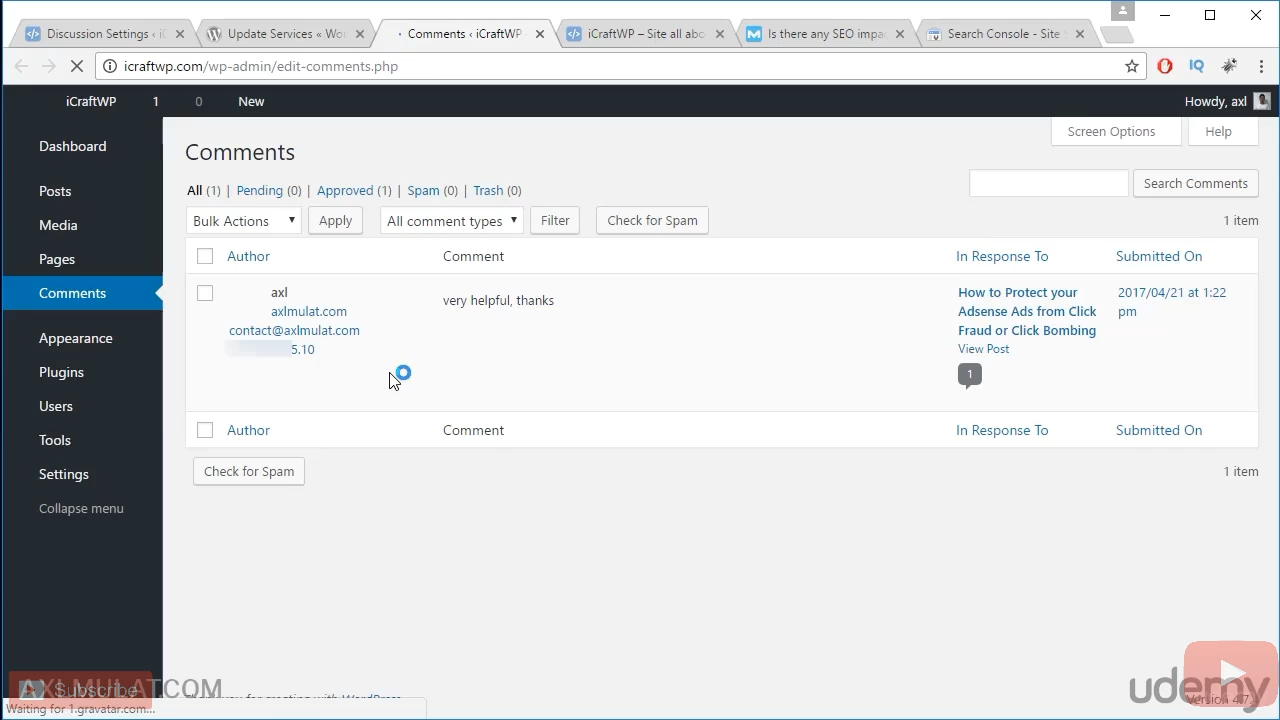 Discussion Settings ‹ i
Update Services « Wo
Comments ‹ iCraftWP
iCraftWP – Site all abo
Is there any SEO impa
Search Console - Site
icraftwp.com/wp-admin/edit-comments.php
iCraftWP 1 0 New Howdy, axl
Screen Options Help
Dashboard
Posts
Media
Pages
Comments
Appearance
Plugins
Users
Tools
Settings
Collapse menu
Comments
All (1) | Pending (0) | Approved (1) | Spam (0) | Trash (0)
Search Comments
Bulk Actions Apply All comment types Filter Check for Spam 1 item
Author Comment In Response To Submitted On
axl
axlmulat.com
contact@axlmulat.com
5.10
very helpful, thanks
How to Protect your
Adsense Ads from Click
Fraud or Click Bombing
View Post
1
2017/04/21 at 1:22
pm
Author Comment In Response To Submitted On
Check for Spam 1 item
Subscribe
AXLMULAT.COM
Waiting for 1.gravatar.com...
udemy
Version 4.7.